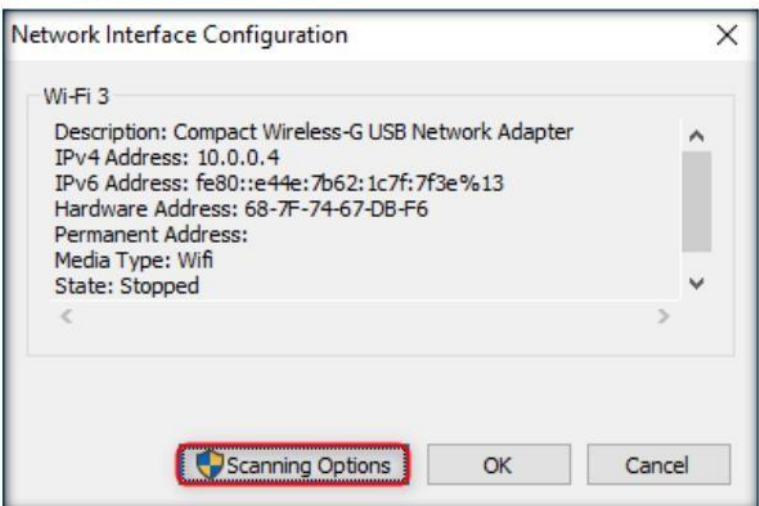 Network Interface Configuration
Wi-Fi 3
Description: Compact Wireless-G USB Network Adapter
IPv4 Address: 10.0.0.4
IPv6 Address: fe80::e44e:7b62:1c7f:7f3e%13
Hardware Address: 68-7F-74-67-DB-F6
Permanent Address:
Media Type: Wifi
State: Stopped
Scanning Options OK Cancel